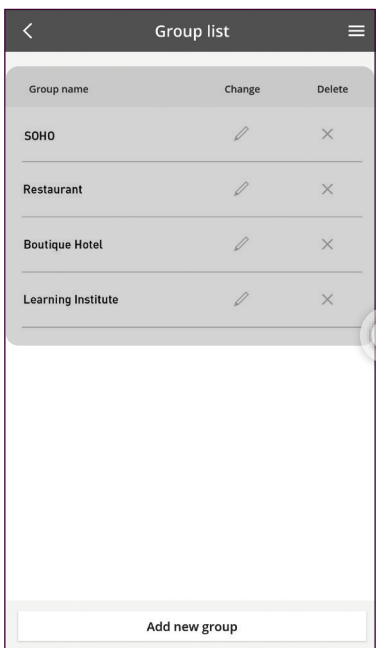 Group list
Group name Change Delete
SOHO
Restaurant
Boutique Hotel
Learning Institute
Add new group